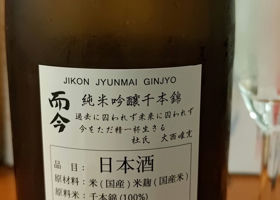 JIKON JYUNMAI GINJYO
而今
純米吟醸千本錦
過去に囚われず未来に囚われず
今をただ精一杯生きる
杜氏 大西唯克
品目：日本酒
原材料：米(国産)米麹(国産米)
原料米：千本錦(100%)